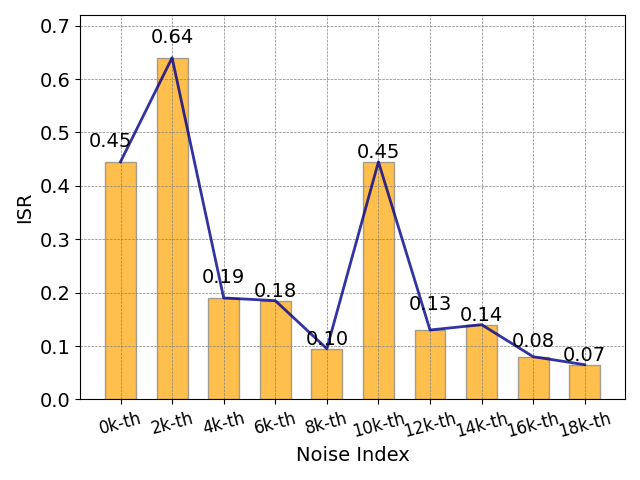 0.7
0.6
0.5
0.4
0.3
0.2
0.1
0.0
ISR
0.45
0.64
0.19
0.18
0.10
0.45
0.13
0.14
0.08
0.07
0k-th
2k-th
4k-th
6k-th
8k-th
10k-th
12k-th
14k-th
16k-th
18k-th
Noise Index